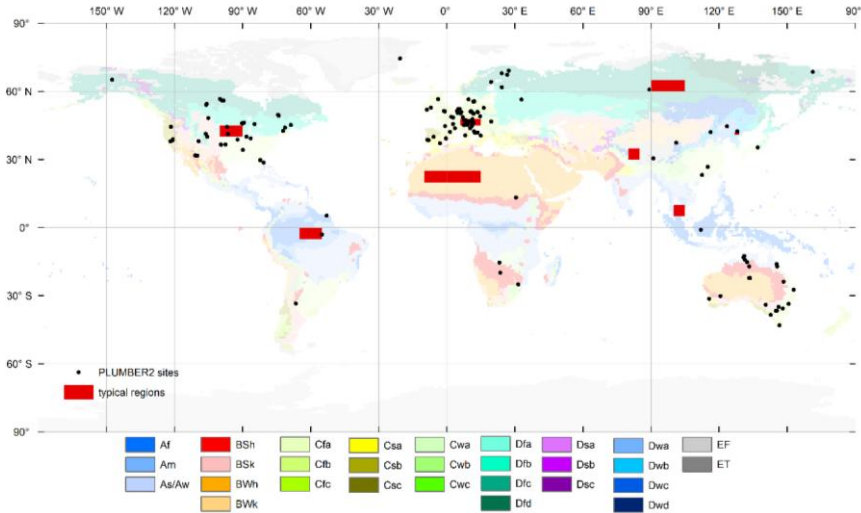 150° W 120° W 90° W 60° W 30° W 0° 30° E 60° E 90° E 120° E 150° E 80°
90°
60° N
30° N
0°
30° S
60° S
90°
PLUMBER2 sites
typical regions
Af BSh Cfa Csa Cwa Dfa Dsa Dwa EF
Am BSk Cfb Csb Cwb Dfb Dsb Dwb ET
As/Aw BWh Cfc Csc Cwc Dfc Dsc Dwc
BWk Dfd Dwd